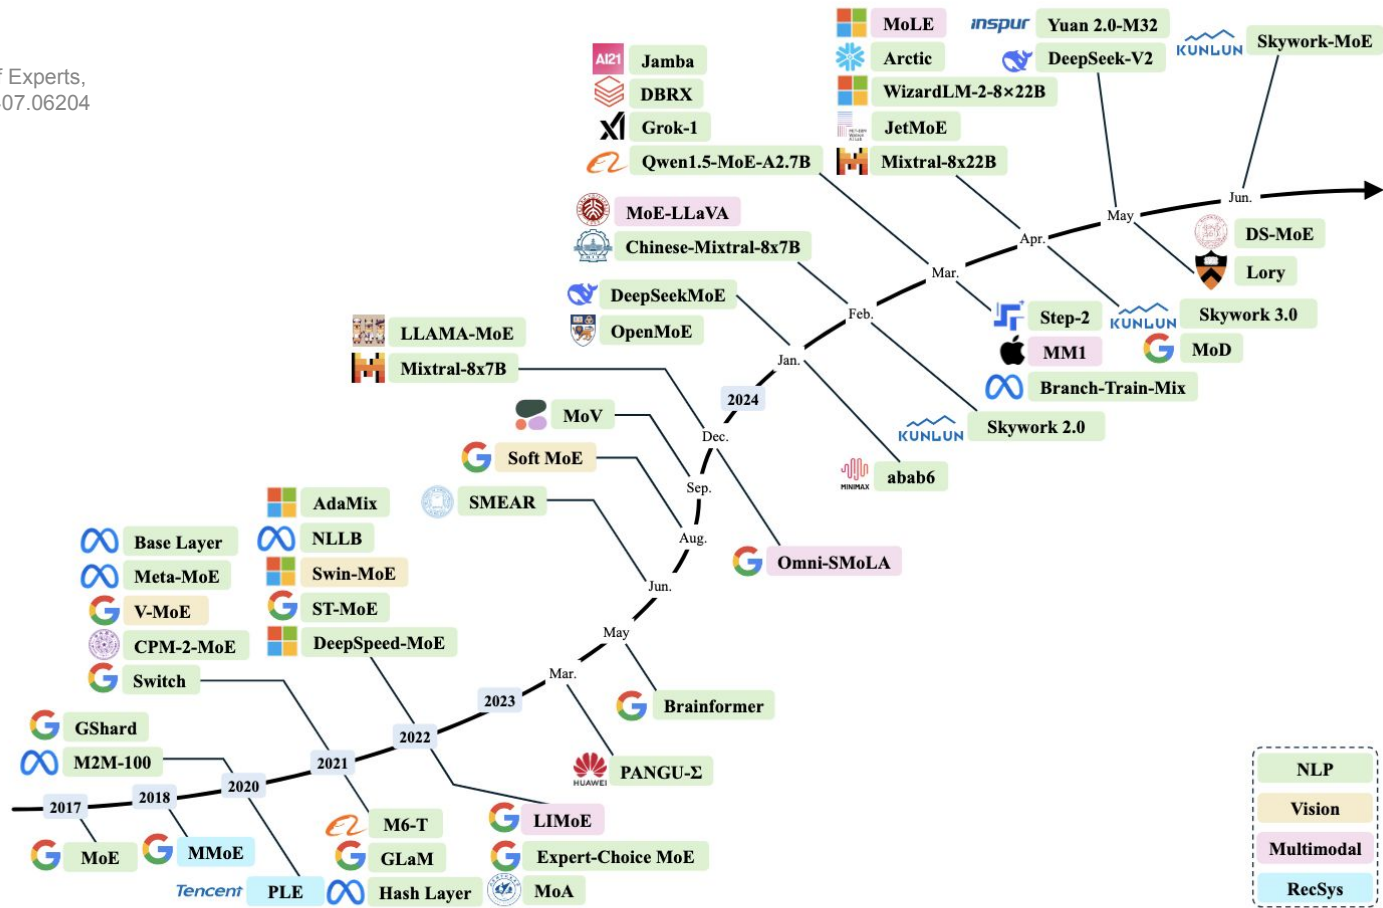 f Experts,
07.06204
MoLE
inspur
Yuan 2.0-M32
KUNLUN
Skywork-MoE
AI21
Jamba
Arctic
DeepSeek-V2
DBRX
WizardLM-2-8×22B
Grok-1
JetMoE
Qwen1.5-MoE-A2.7B
Mixtral-8x22B
Jun.
MoE-LLaVA
May
DS-MoE
Chinese-Mixtral-8x7B
Apr.
Lory
Mar.
DeepSeekMoE
Feb.
Step-2
KUNLUN
Skywork 3.0
LLAMA-MoE
OpenMoE
MM1
MoD
Mixtral-8x7B
Jan.
Branch-Train-Mix
2024
MoV
KUNLUN
Skywork 2.0
Dec.
Soft MoE
MINIMAX
abab6
Sep.
AdaMix
SMEAR
Base Layer
NLLB
Aug.
Meta-MoE
Swin-MoE
Omni-SMoLA
V-MoE
ST-MoE
Jun.
CPM-2-MoE
DeepSpeed-MoE
May
Switch
Mar.
2023
Brainformer
GShard
2022
M2M-100
2021
HUAWEI
PANGU-Σ
NLP
2020
2018
2017
Vision
M6-T
LIMoE
MoE
MMoE
GLaM
Expert-Choice MoE
Multimodal
Tencent
PLE
Hash Layer
MoA
RecSys